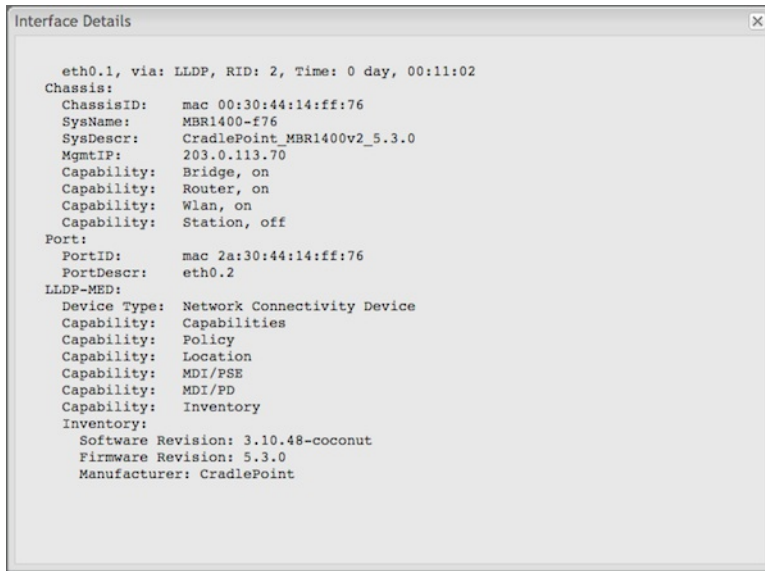 Interface Details
eth0.1, via: LLDP, RID: 2, Time: 0 day, 00:11:02
Chassis:
ChassisID: mac 00:30:44:14:ff:76
SysName: MBR1400-f76
SysDescr: CradlePoint_MBR1400v2_5.3.0
MgmtIP: 203.0.113.70
Capability: Bridge, on
Capability: Router, on
Capability: Wlan, on
Capability: Station, off
Port:
PortID: mac 2a:30:44:14:ff:76
PortDescr: eth0.2
LLDP-MED:
Device Type: Network Connectivity Device
Capability: Capabilities
Capability: Policy
Capability: Location
Capability: MDI/PSE
Capability: MDI/PD
Capability: Inventory
Inventory:
Software Revision: 3.10.48-coconut
Firmware Revision: 5.3.0
Manufacturer: CradlePoint